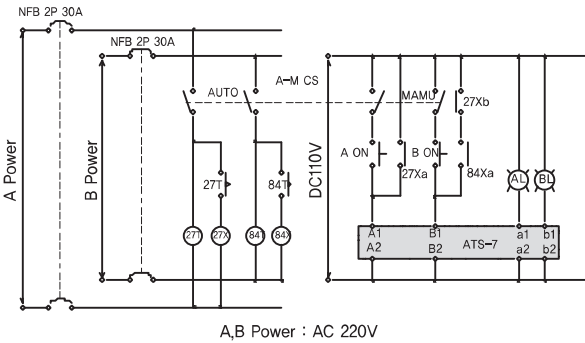 NFB 2P 30A
NFB 2P 30A
A-M CS
AUTO
MAMU
27Xb
A Power
B Power
DC110V
A ON
B ON
27T
84T
27Xa
84Xa
27T
27X
84T
84X
AL
BL
A1
B1
a1
b1
A2
B2
ATS-7
a2
b2
A,B Power : AC 220V